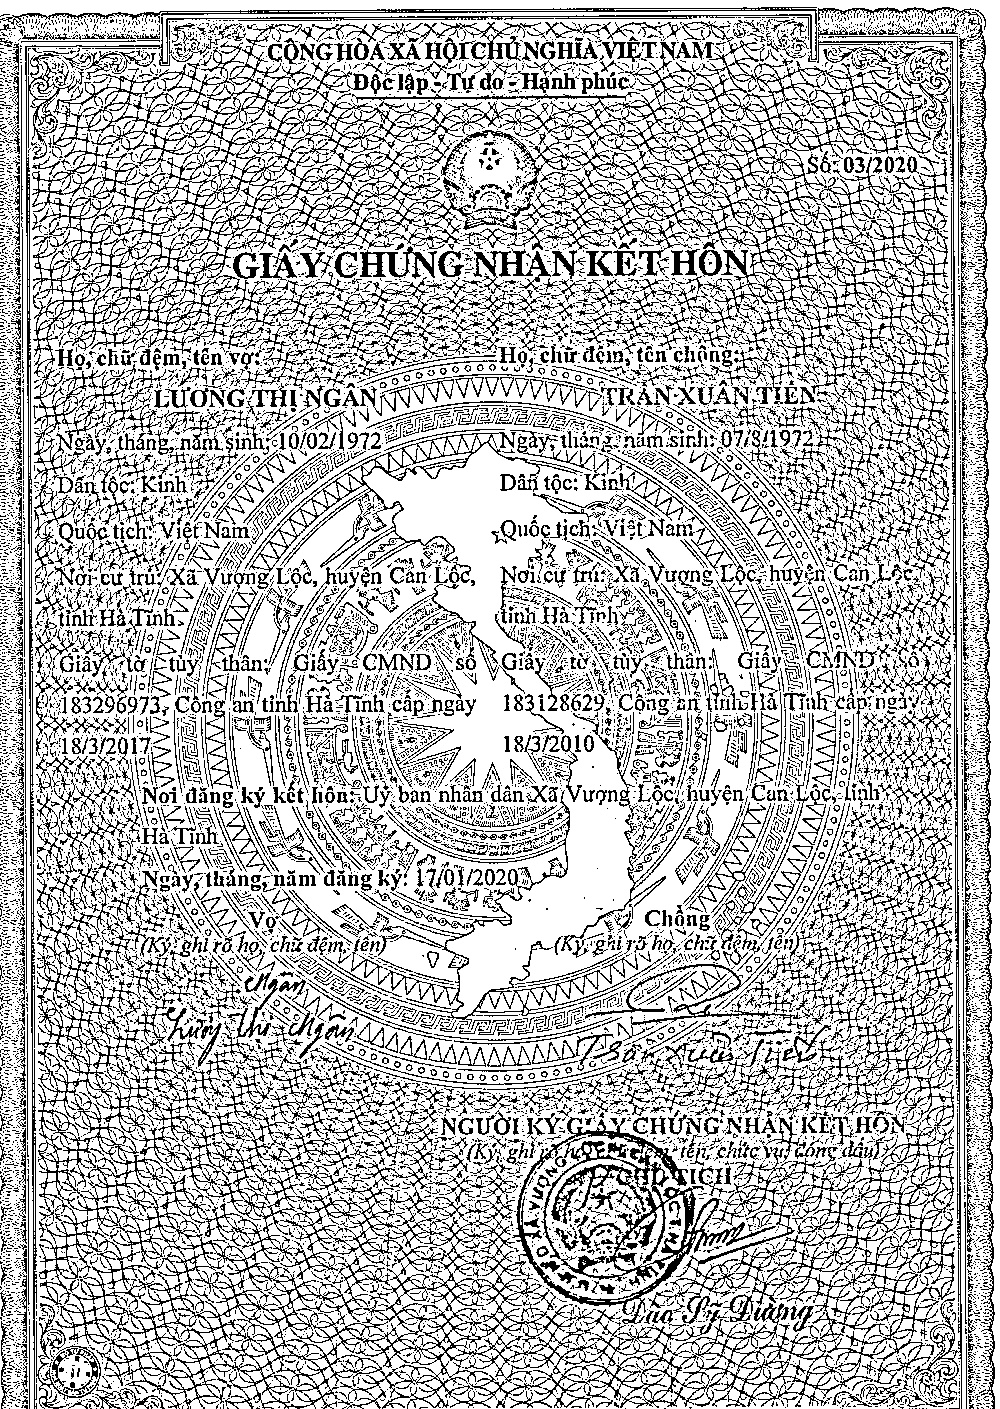 CỘNG HÒA XÃ HỘI CHỦ NGHĨA VIỆT NAM
Độc lập - Tự do - Hạnh phúc
Số: 03/2020
GIẤY CHỨNG NHẬN KẾT HÔN
Họ, chữ đệm, tên vợ:
LƯƠNG THỊ NGÂN
Ngày, tháng, năm sinh: 10/02/1972
Dân tộc: Kinh
Quốc tịch: Việt Nam
Nơi cư trú: Xã Vượng Lộc, huyện Can Lộc,
tỉnh Hà Tĩnh
Giấy tờ tùy thân: Giấy CMND số
183296973, Công an tỉnh Hà Tĩnh cấp ngày
18/3/2017
Họ, chữ đệm, tên chồng:
TRẦN XUÂN TIẾN
Ngày, tháng, năm sinh: 07/8/1972
Dân tộc: Kinh
Quốc tịch: Việt Nam
Nơi cư trú: Xã Vượng Lộc, huyện Can Lộc,
tỉnh Hà Tĩnh
Giấy tờ tùy thân: Giấy CMND số
183128629, Công an tỉnh Hà Tĩnh cấp ngày
18/3/2010
Nơi đăng ký kết hôn: Uỷ ban nhân dân Xã Vượng Lộc, huyện Can Lộc, tỉnh
Hà Tĩnh
Ngày, tháng, năm đăng ký: 17/01/2020
Vợ
(Ký, ghi rõ họ, chữ đệm, tên)
Ngân
Lương Thị Ngân
Chồng
(Ký, ghi rõ họ, chữ đệm, tên)
Trần Xuân Tiến
NGƯỜI KÝ GIẤY CHỨNG NHẬN KẾT HÔN
(Ký, ghi rõ họ, chữ đệm, tên, chức vụ, đóng dấu)
CHỦ TỊCH
Đào Sỹ Dương